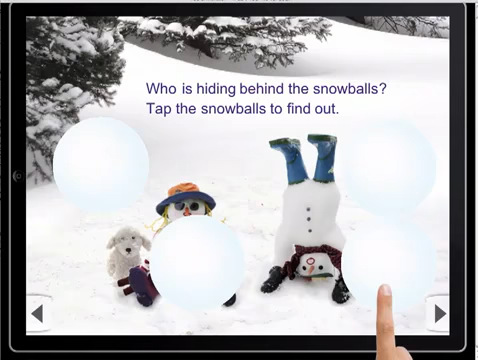 Who is hiding behind the snowballs?
Tap the snowballs to find out.